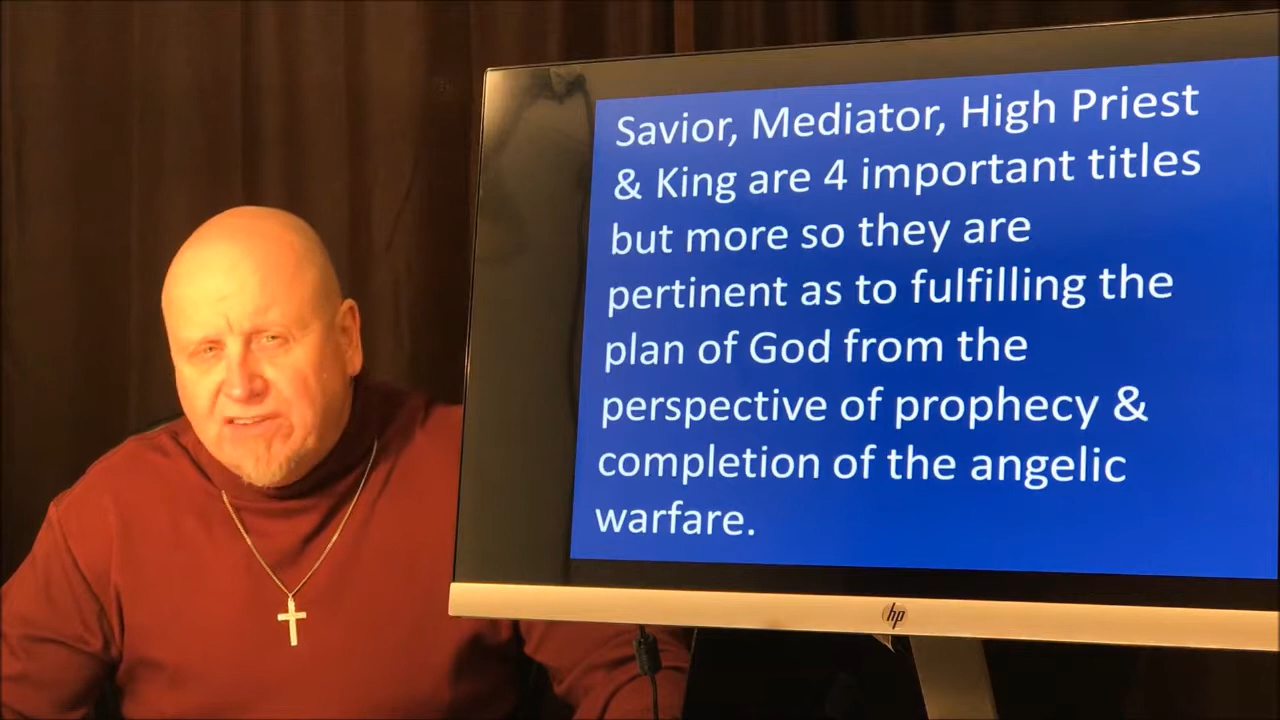 Savior, Mediator, High Priest
& King are 4 important titles
but more so they are
pertinent as to fulfilling the
plan of God from the
perspective of prophecy &
completion of the angelic
warfare.
hp